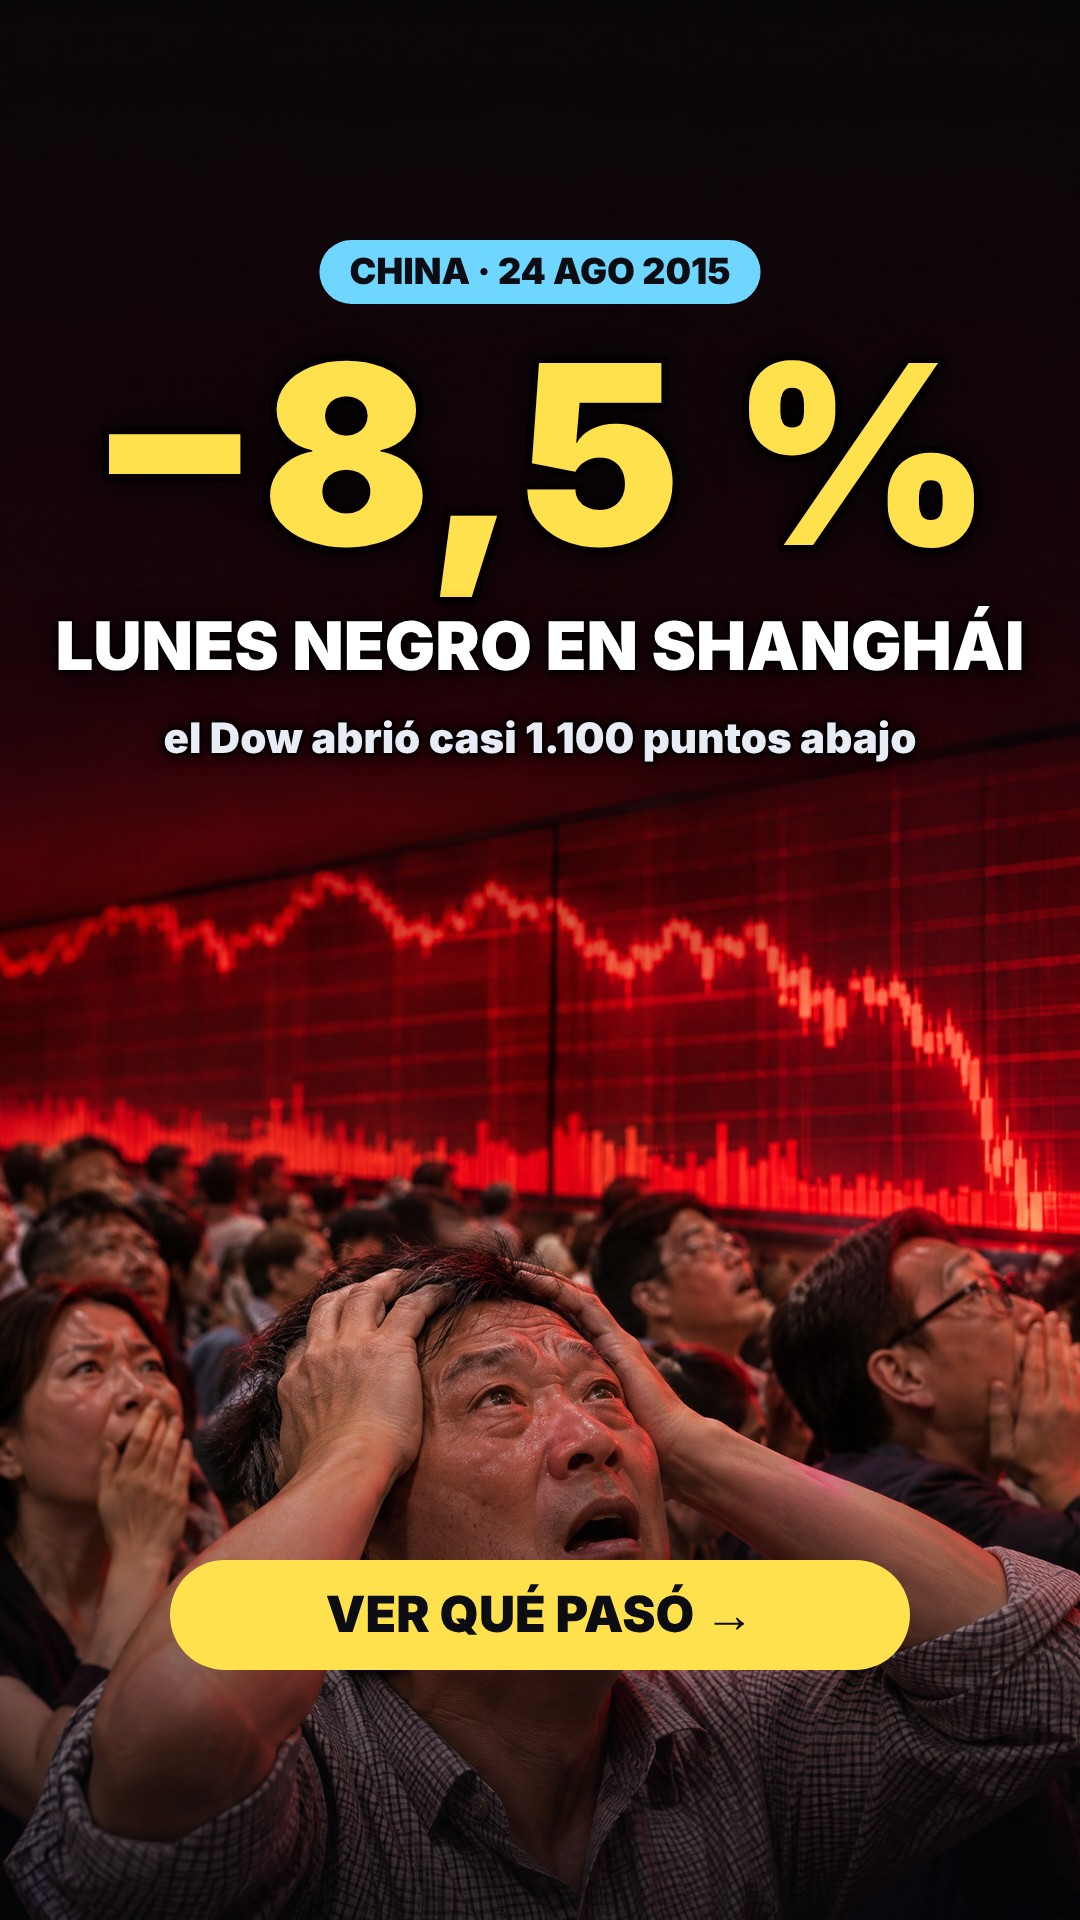 CHINA · 24 AGO 2015
−8,5 %
LUNES NEGRO EN SHANGHÁI
el Dow abrió casi 1.100 puntos abajo
VER QUÉ PASÓ →